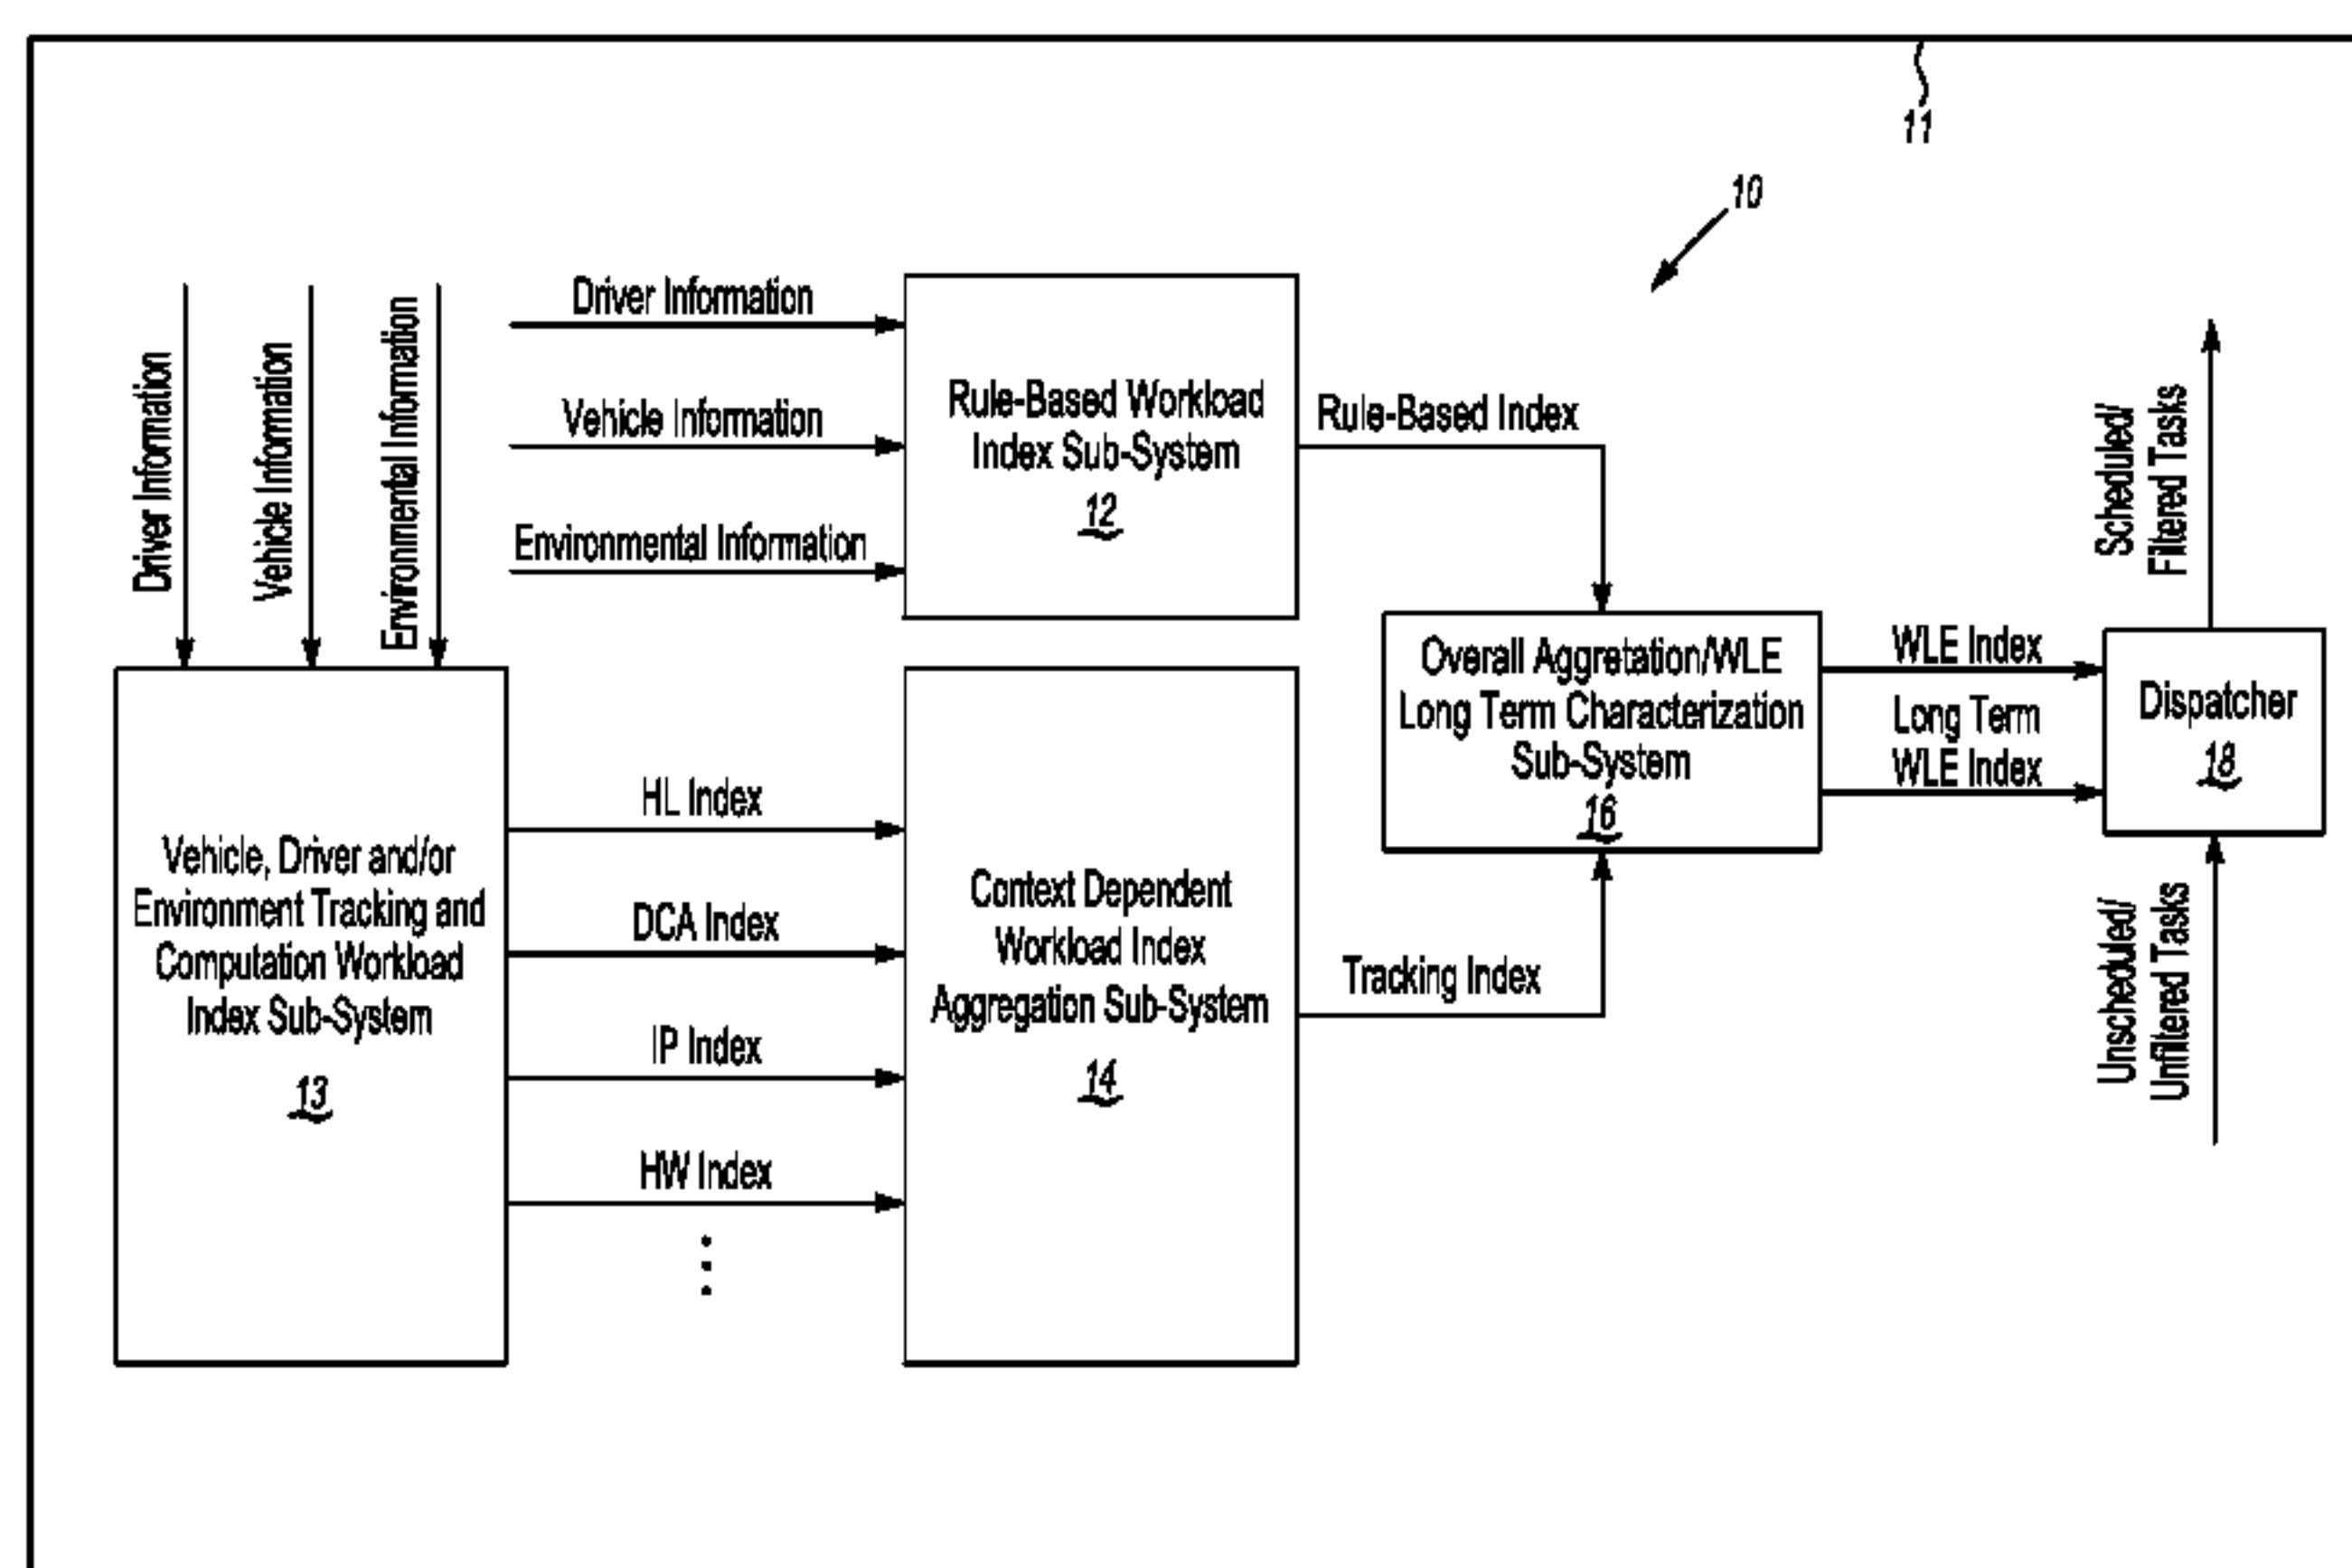 11
10
Driver Information
Vehicle Information
Environmental Information
Driver Information
Vehicle Information
Environmental Information
Rule-Based Workload
Index Sub-System
12
Rule-Based Index
Vehicle, Driver and/or
Environment Tracking and
Computation Workload
Index Sub-System
13
HL Index
DCA Index
IP Index
HW Index
Context Dependent
Workload Index
Aggregation Sub-System
14
Tracking Index
Overall Aggretation/WLE
Long Term Characterization
Sub-System
16
WLE Index
Long Term
WLE Index
Dispatcher
18
Scheduled/
Filtered Tasks
Unscheduled/
Unfiltered Tasks